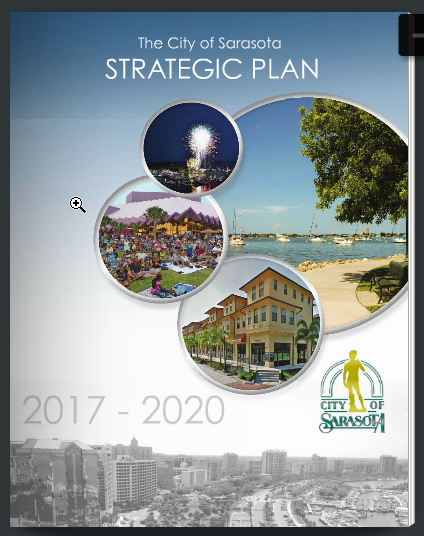 The City of Sarasota
STRATEGIC PLAN
2017 - 2020
CITY OF
SARASOTA